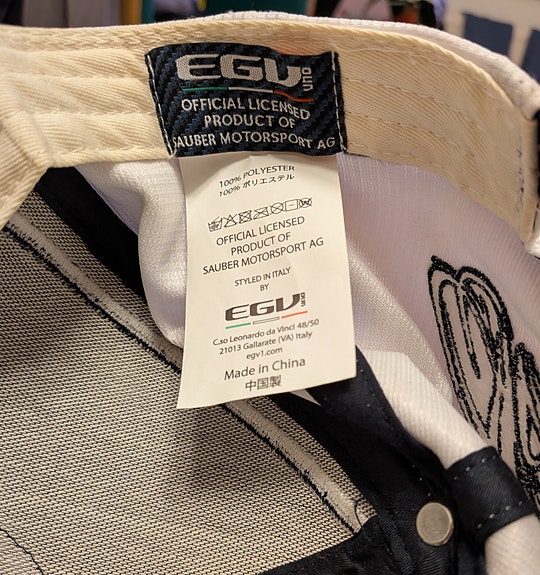 EGV UNO
OFFICIAL LICENSED
PRODUCT OF
SAUBER MOTORSPORT AG
100% POLYESTER
100% ポリエステル
OFFICIAL LICENSED
PRODUCT OF
SAUBER MOTORSPORT AG
STYLED IN ITALY
BY
EGV UNO
C.so Leonardo da Vinci 48/50
21013 Gallarate (VA) Italy
egv1.com
Made in China
中国製